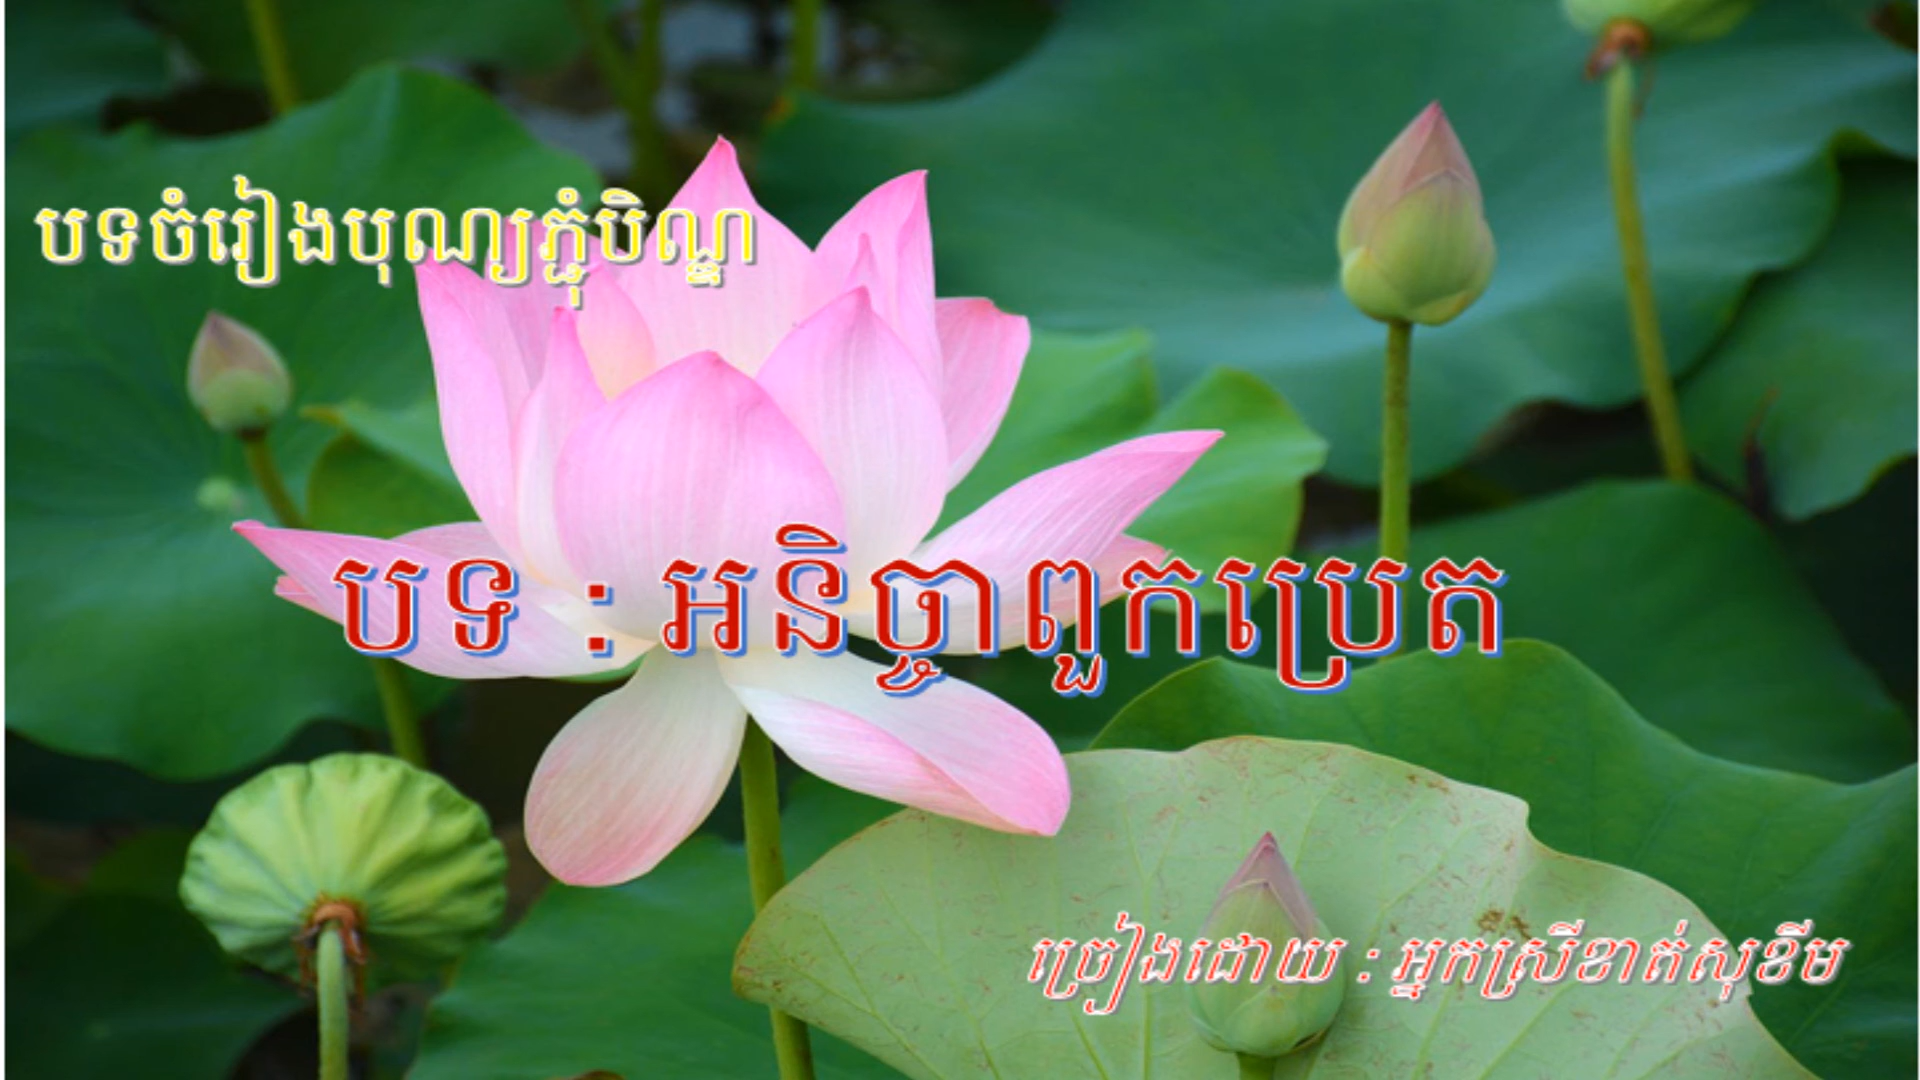 បទចំរៀងបុណ្យភ្ជុំបិណ្ឌ
បទ : អនិច្ចាពួកប្រេត
ច្រៀងដោយ : អ្នកស្រីខាត់សុខឹម